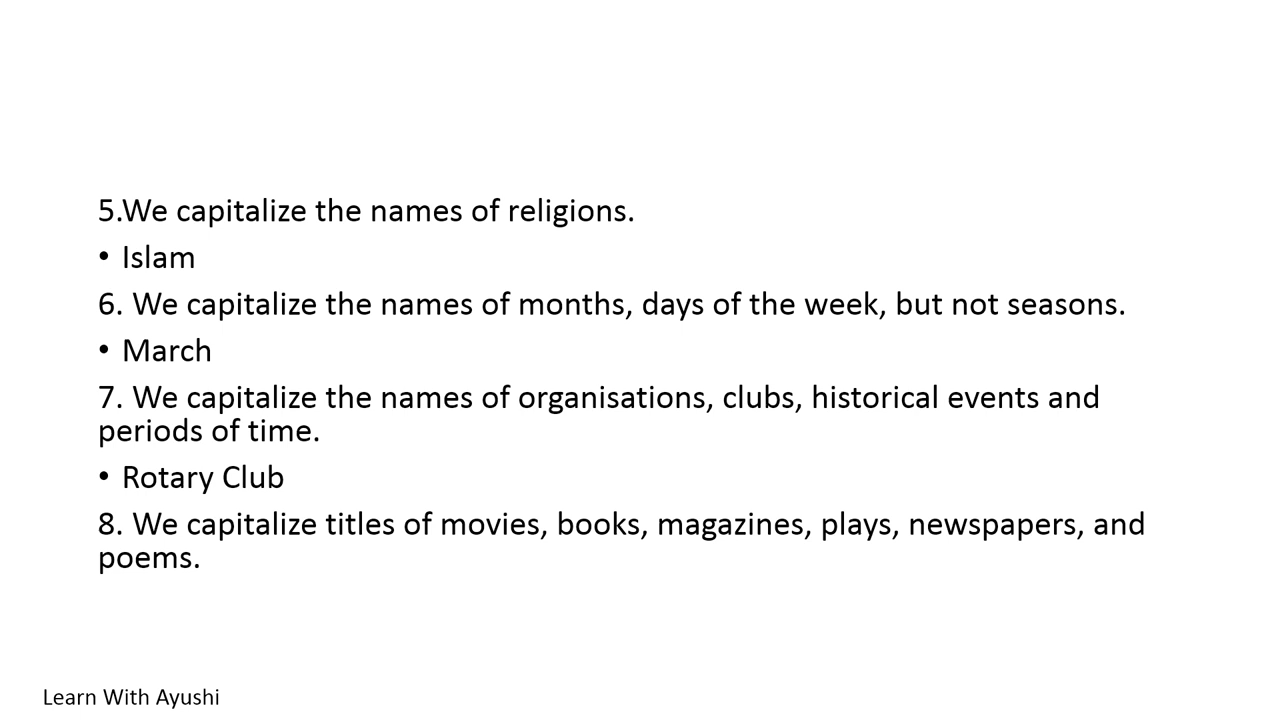 5.We capitalize the names of religions.
• Islam
6. We capitalize the names of months, days of the week, but not seasons.
• March
7. We capitalize the names of organisations, clubs, historical events and
periods of time.
• Rotary Club
8. We capitalize titles of movies, books, magazines, plays, newspapers, and
poems.
Learn With Ayushi